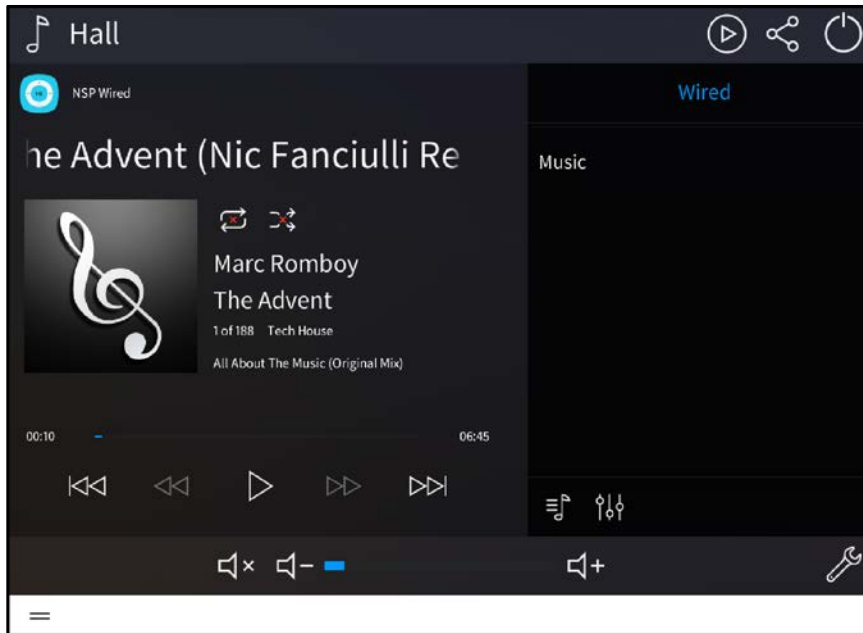 Hall
NSP Wired
he Advent (Nic Fanciulli Re
Marc Romboy
The Advent
1 of 188 Tech House
All About The Music (Original Mix)
00:10
06:45
Wired
Music